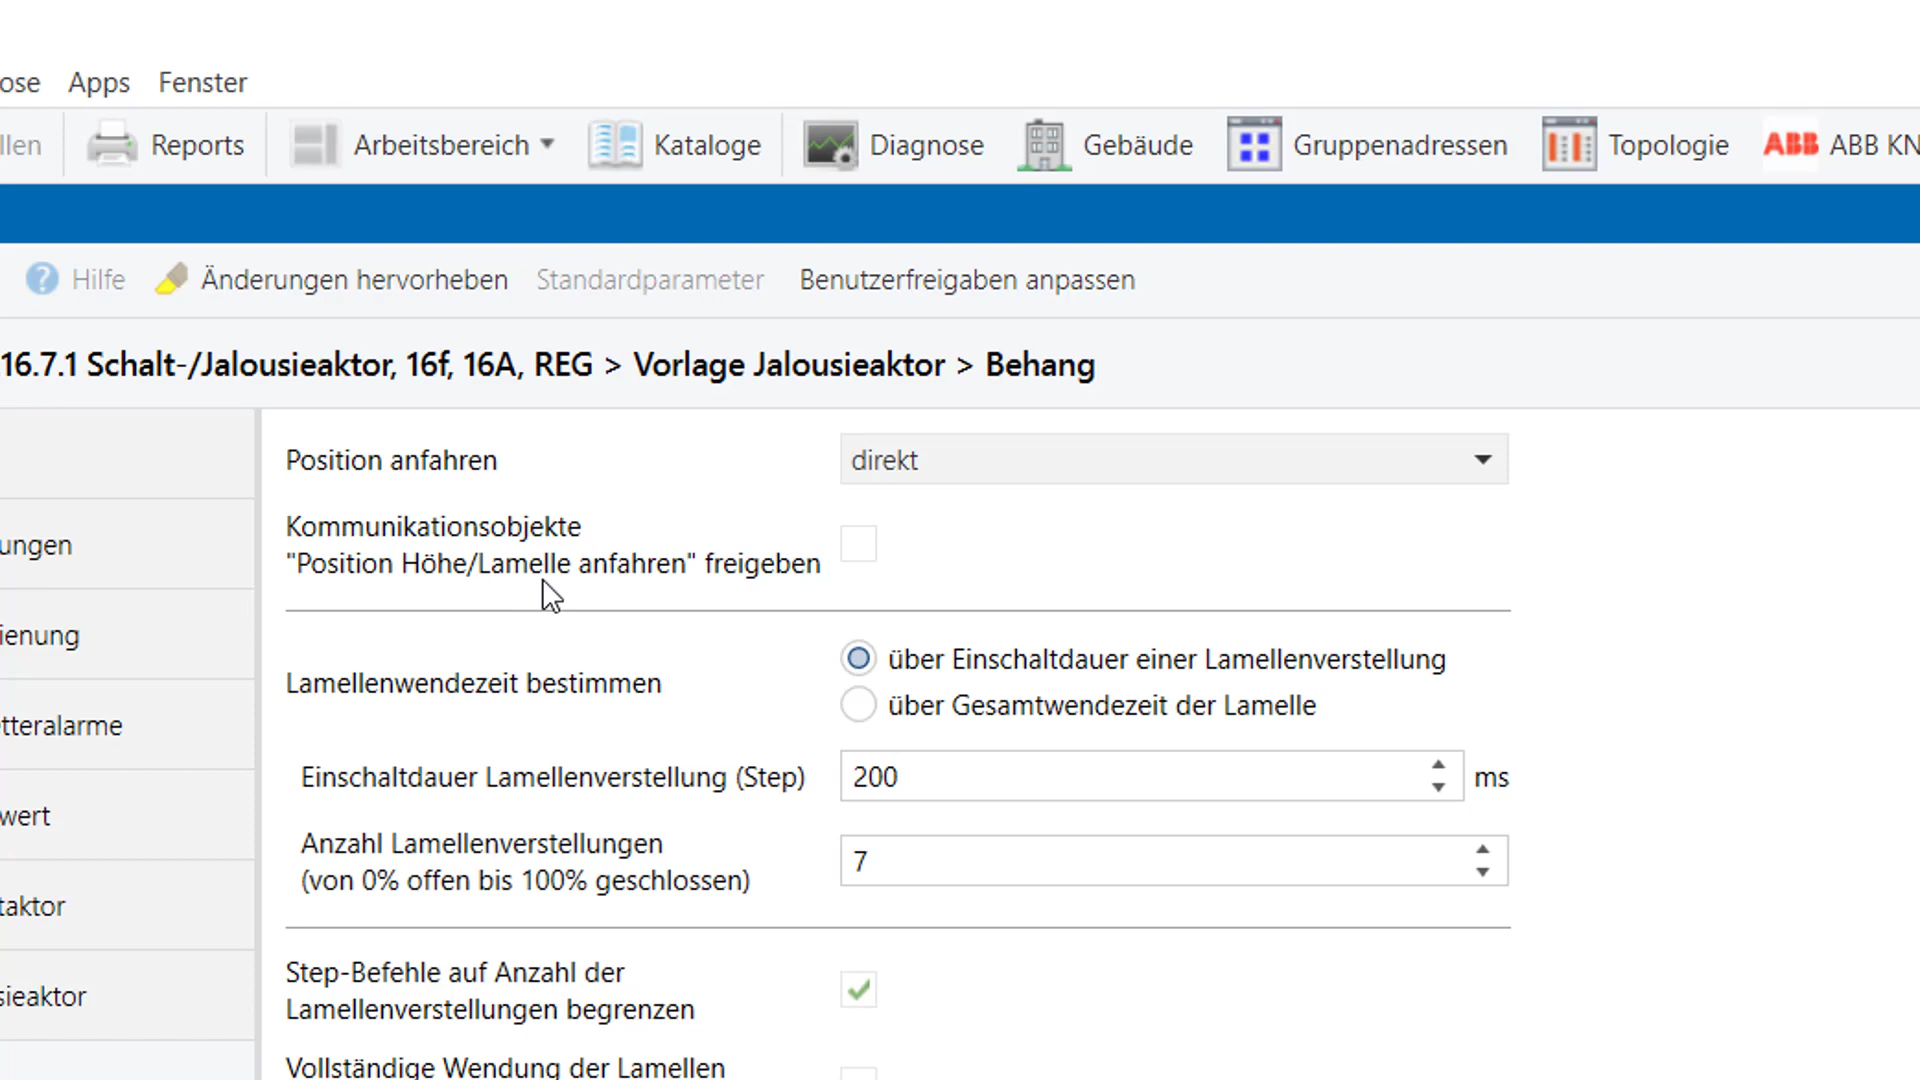 ose Apps Fenster
llen Reports Arbeitsbereich Kataloge Diagnose Gebäude Gruppenadressen Topologie ABB ABB KN
? Hilfe Änderungen hervorheben Standardparameter Benutzerfreigaben anpassen
16.7.1 Schalt-/Jalousieaktor, 16f, 16A, REG > Vorlage Jalousieaktor > Behang
Position anfahren direkt
Kommunikationsobjekte
"Position Höhe/Lamelle anfahren" freigeben
ungen
ienung
tteralarme
wert
taktor
sieaktor
Lamellenwendezeit bestimmen
über Einschaltdauer einer Lamellenverstellung
über Gesamtwendezeit der Lamelle
Einschaltdauer Lamellenverstellung (Step) 200 ms
Anzahl Lamellenverstellungen
(von 0% offen bis 100% geschlossen) 7
Step-Befehle auf Anzahl der
Lamellenverstellungen begrenzen
Vollständige Wendung der Lamellen